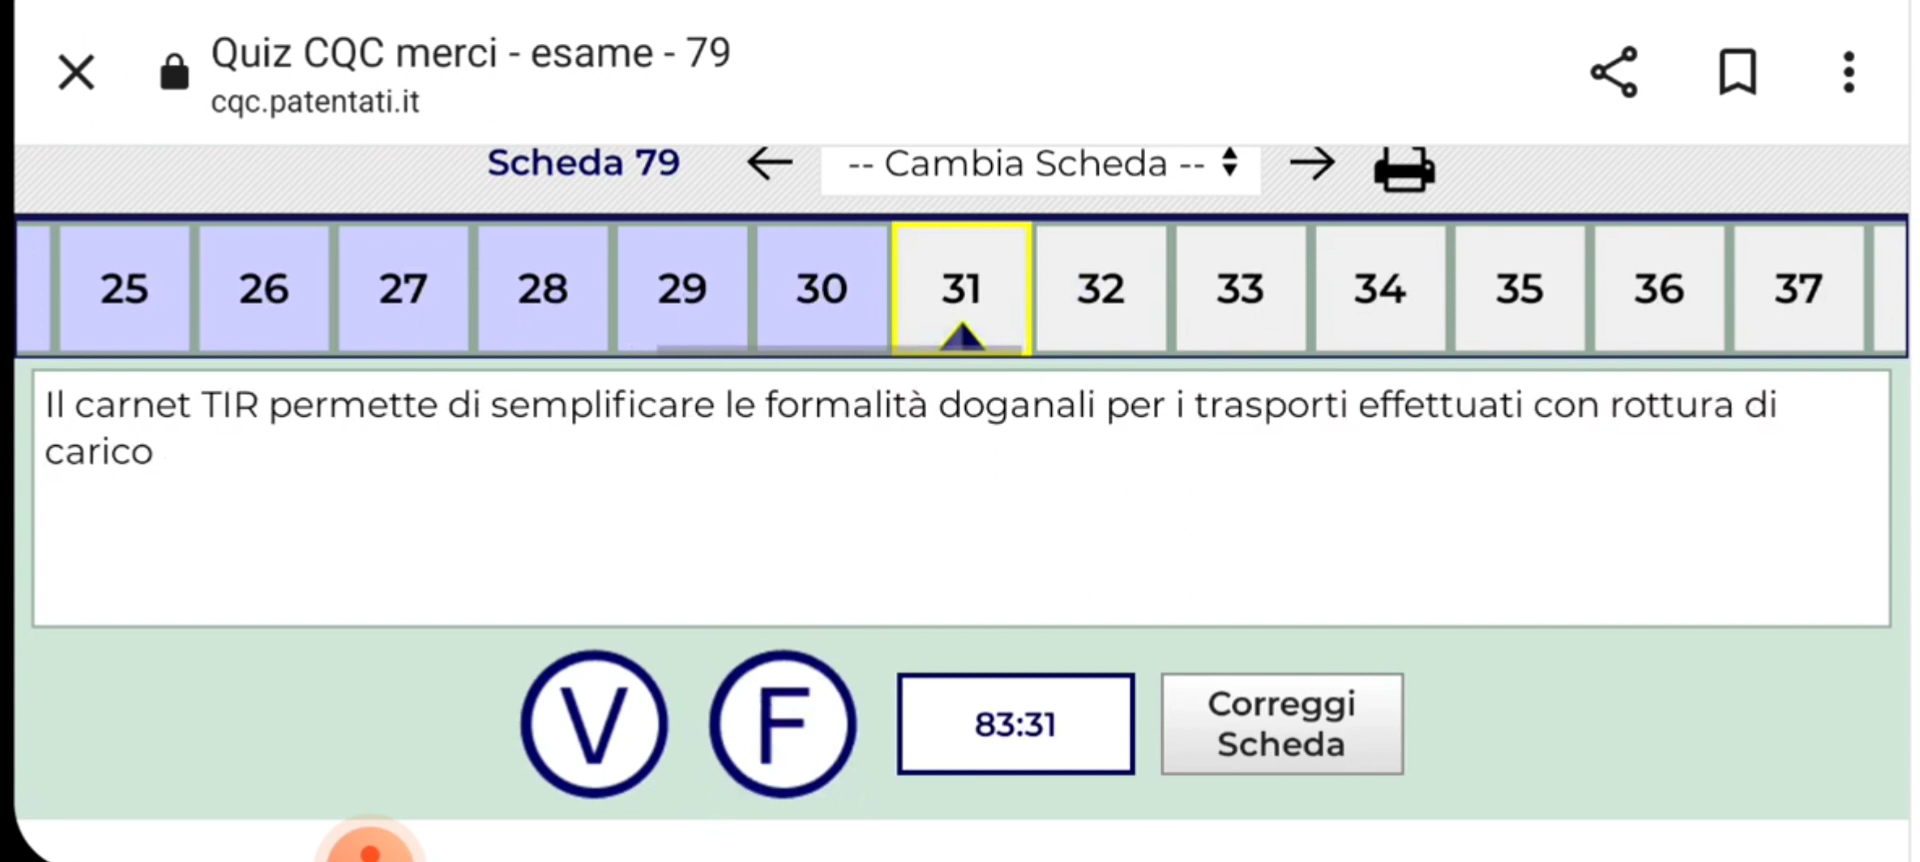 Quiz CQC merci - esame - 79
cqc.patentati.it
Scheda 79
-- Cambia Scheda --
25 26 27 28 29 30 31 32 33 34 35 36 37
Il carnet TIR permette di semplificare le formalità doganali per i trasporti effettuati con rottura di
carico
V F 83:31 Correggi
Scheda